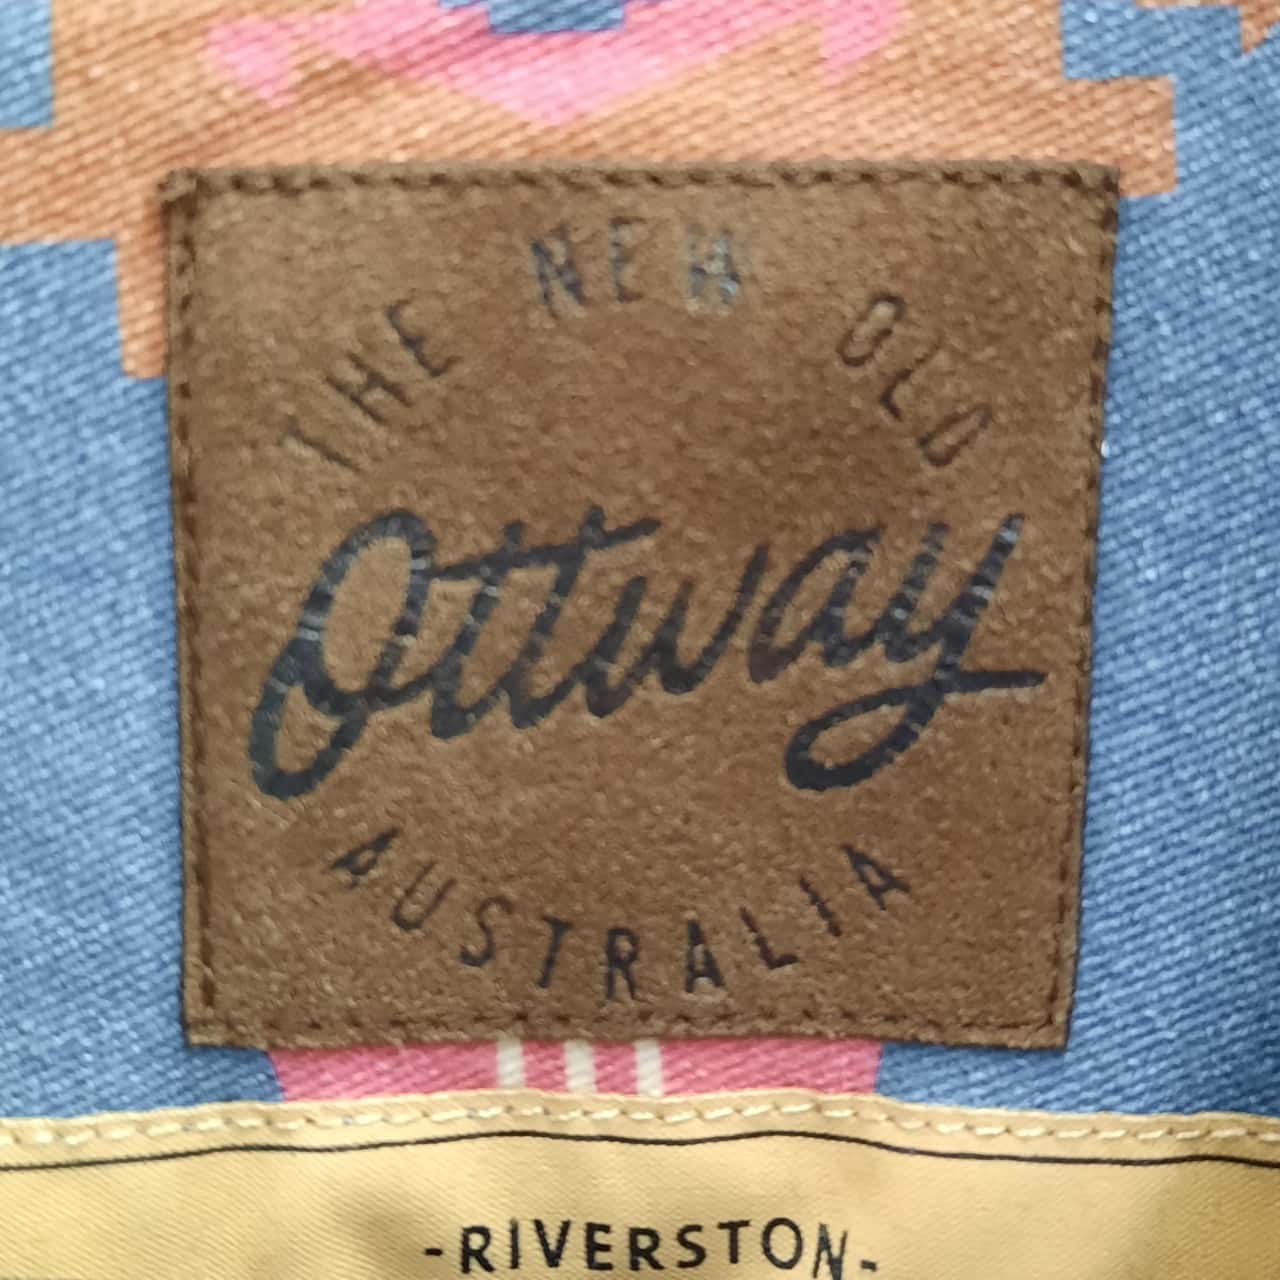 THE NEW OLD
Ottway
AUSTRALIA
-RIVERSTON-